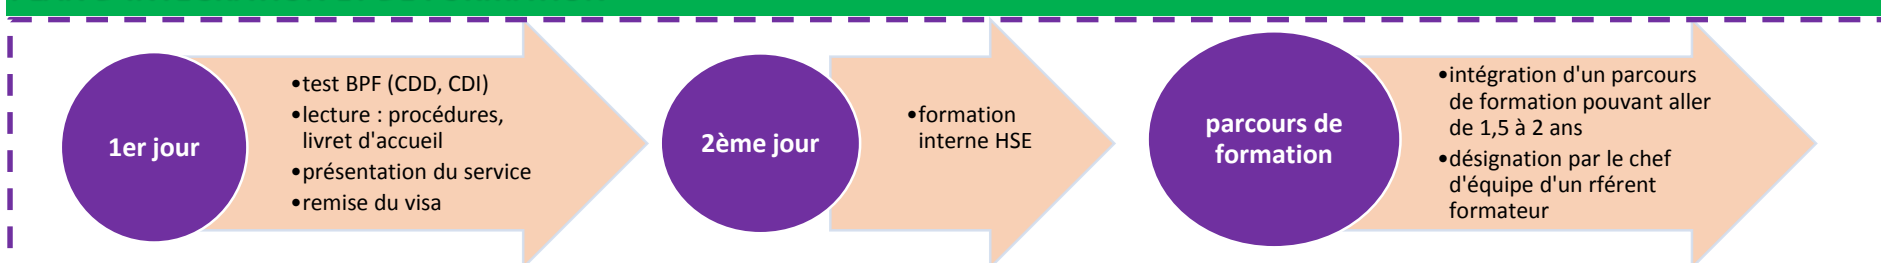 1er jour
•test BPF (CDD, CDI)
•lecture : procédures,
livret d'accueil
•présentation du service
•remise du visa
2ème jour
•formation
interne HSE
parcours de
formation
•intégration d'un parcours
de formation pouvant aller
de 1,5 à 2 ans
•désignation par le chef
d'équipe d'un rférent
formateur